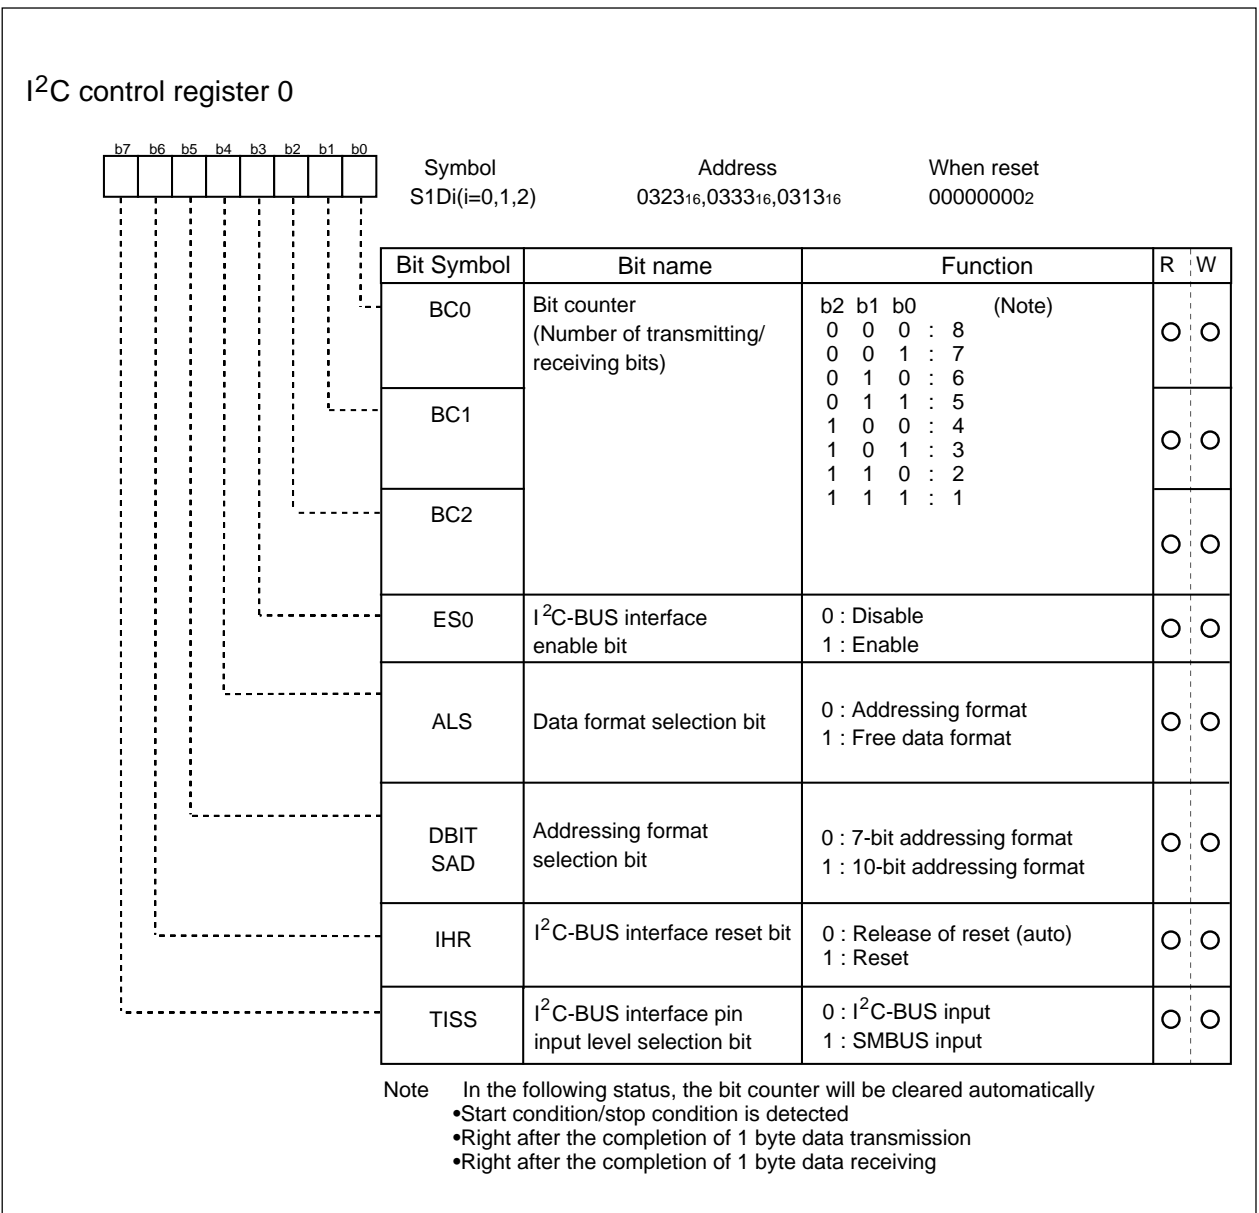 I2C control register 0
b7 b6 b5 b4 b3 b2 b1 b0
Symbol Address When reset
S1Di(i=0,1,2) 032316,033316,031316 000000002
Bit Symbol Bit name Function R W
BC0 Bit counter b2 b1 b0 (Note)
(Number of transmitting/ 0 0 0 : 8
receiving bits) 0 0 1 : 7
0 1 0 : 6
BC1 0 1 1 : 5
1 0 0 : 4
1 0 1 : 3
1 1 0 : 2
1 1 1 : 1
BC2
ES0 I2C-BUS interface 0 : Disable
enable bit 1 : Enable
ALS Data format selection bit 0 : Addressing format
1 : Free data format
DBIT Addressing format 0 : 7-bit addressing format
SAD selection bit 1 : 10-bit addressing format
IHR I2C-BUS interface reset bit 0 : Release of reset (auto)
1 : Reset
TISS I2C-BUS interface pin 0 : I2C-BUS input
input level selection bit 1 : SMBUS input
Note In the following status, the bit counter will be cleared automatically
•Start condition/stop condition is detected
•Right after the completion of 1 byte data transmission
•Right after the completion of 1 byte data receiving